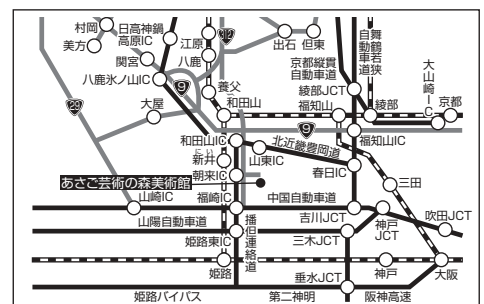 村岡
日高神鍋
高原IC
江原
12
出石
但東
舞鶴若狭
自動車道
大山崎IC
美方
関宮
八鹿
京都縦貫
自動車道
八鹿氷ノ山IC
9
養父
綾部JCT
29
大屋
和田山
福知山
綾部
京都
9
和田山IC
北近畿豊岡道
福知山IC
にい
新井
山東IC
朝来IC
春日IC
あさご芸術の森美術館
三田
山崎IC
福崎IC
中国自動車道
山陽自動車道
播但連絡道
吉川JCT
神戸
JCT
吹田JCT
姫路東IC
三木JCT
姫路
神戸
大阪
垂水JCT
姫路バイパス
第二神明
阪神高速